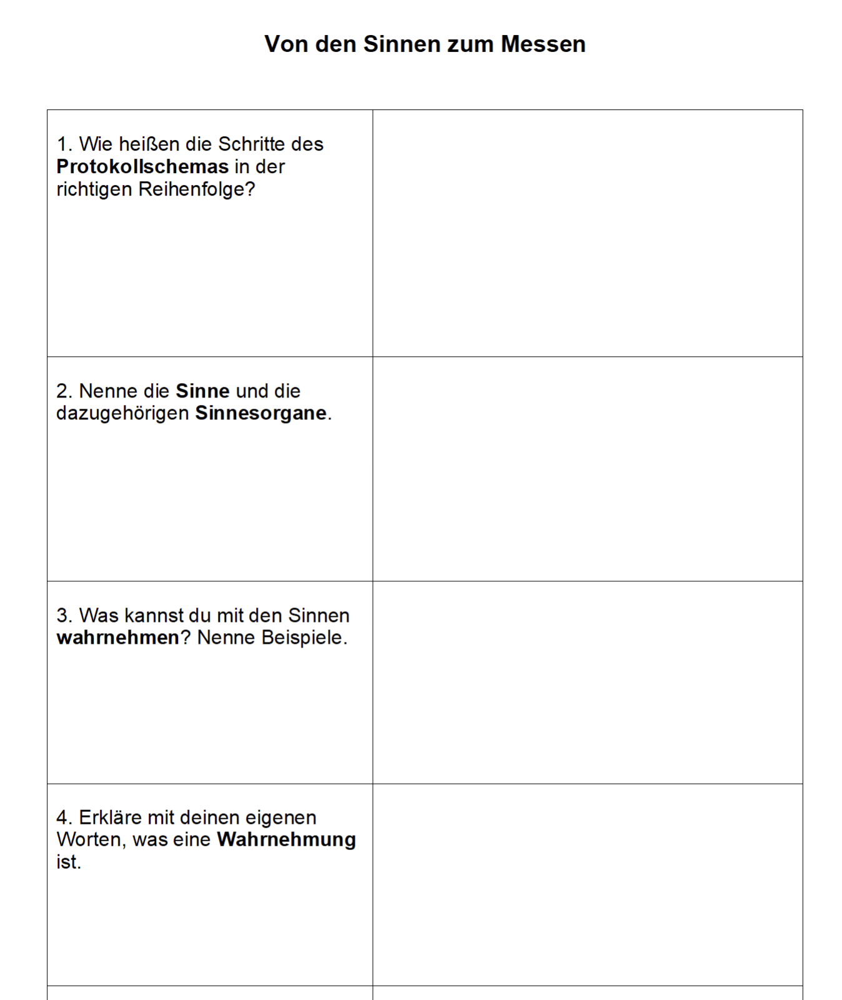 Von den Sinnen zum Messen
1. Wie heißen die Schritte des
Protokollschemas in der
richtigen Reihenfolge?
2. Nenne die Sinne und die
dazugehörigen Sinnesorgane.
3. Was kannst du mit den Sinnen
wahrnehmen? Nenne Beispiele.
4. Erkläre mit deinen eigenen
Worten, was eine Wahrnehmung
ist.